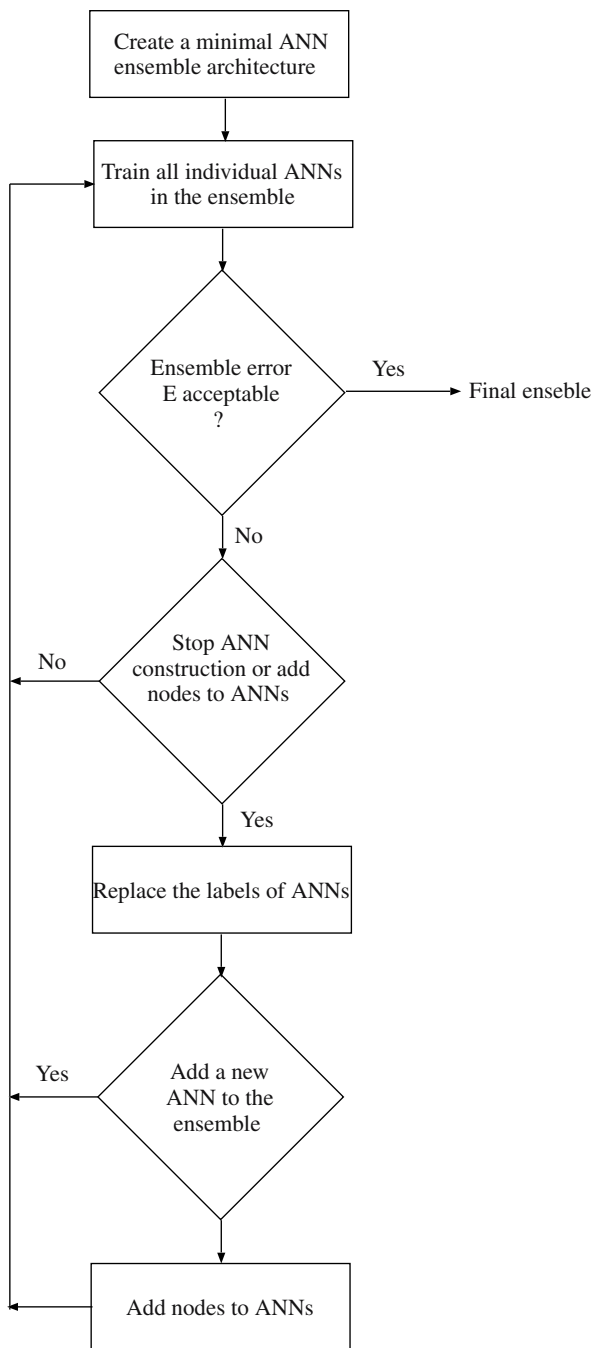 Create a minimal ANN
ensemble architecture
Train all individual ANNs
in the ensemble
Ensemble error
E acceptable
?
Yes
Final enseble
No
Stop ANN
construction or add
nodes to ANNs
No
Yes
Replace the labels of ANNs
Add a new
ANN to the
ensemble
Yes
Add nodes to ANNs